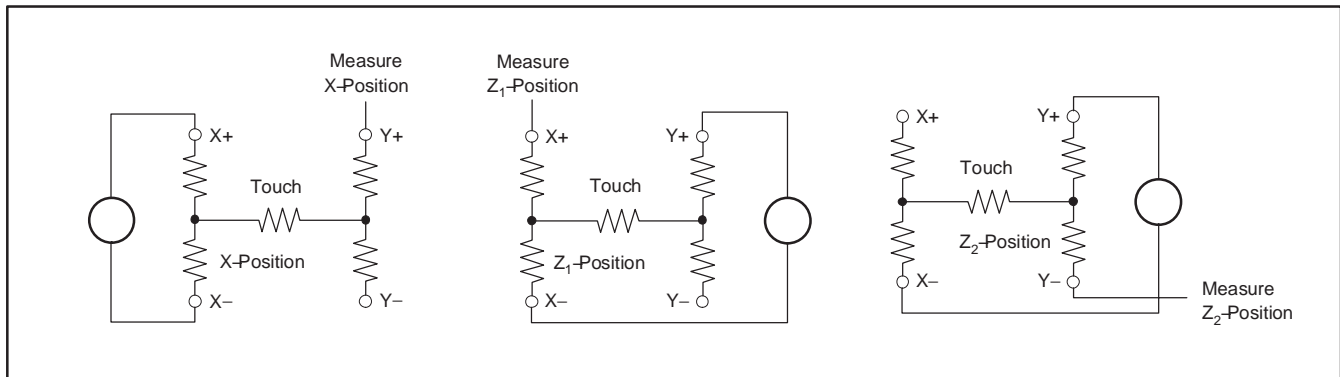 Measure
X–Position
X+
Y+
Touch
X-Position
X−
Y−
Measure
Z1–Position
X+
Y+
Touch
Z1–Position
X−
Y−
X+
Y+
Touch
Z2–Position
X−
Y−
Measure
Z2–Position